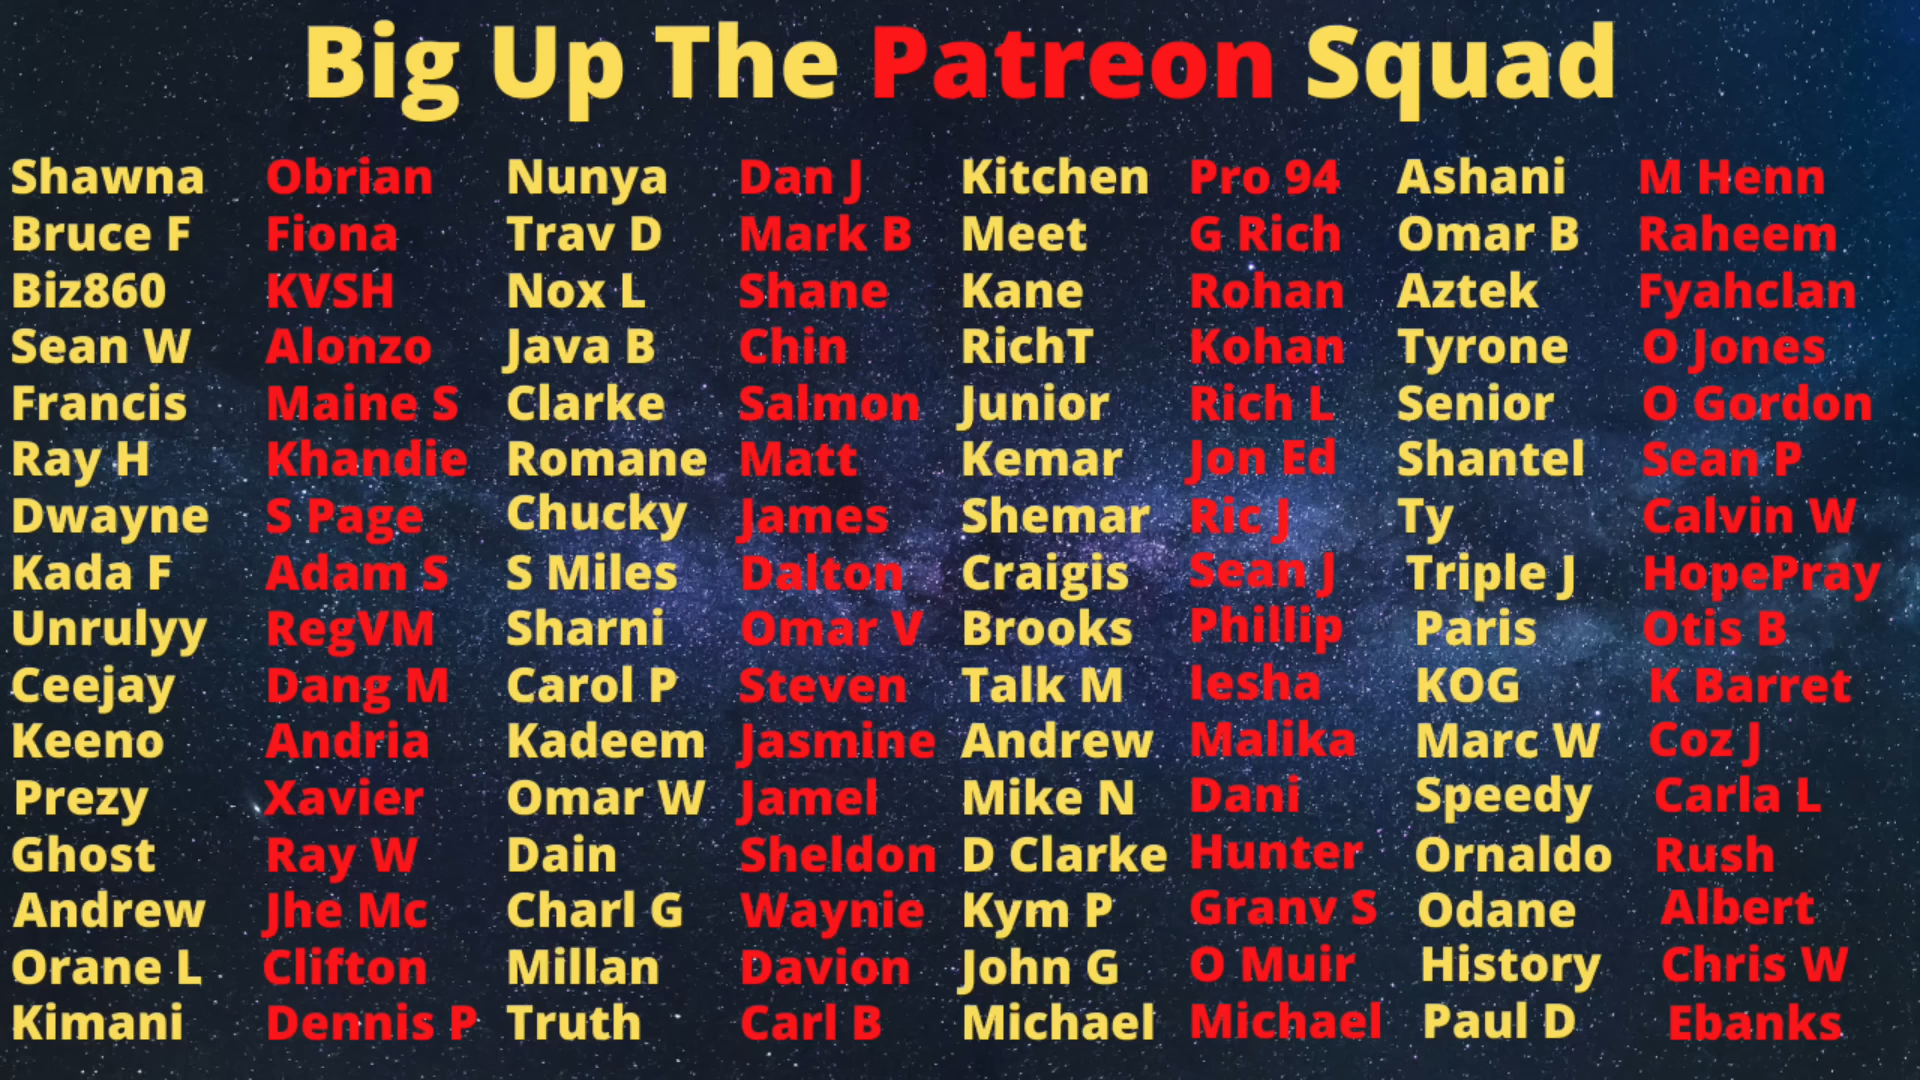 Big Up The Patreon Squad
Shawna Obrian Nunya Dan J Kitchen Pro 94 Ashani M Henn
Bruce F Fiona Trav D Mark B Meet G Rich Omar B Raheem
Biz860 KVSH Nox L Shane Kane Rohan Aztek Fyahclan
Sean W Alonzo Java B Chin RichT Kohan Tyrone O Jones
Francis Maine S Clarke Salmon Junior Rich L Senior O Gordon
Ray H Khandie Romane Matt Kemar Jon Ed Shantel Sean P
Dwayne S Page Chucky James Shemar Ric J Ty Calvin W
Kada F Adam S S Miles Dalton Craigis Sean J Triple J HopePray
Unrulyy RegVM Sharni Omar V Brooks Phillip Paris Otis B
Ceejay Dang M Carol P Steven Talk M Iesha KOG K Barret
Keeno Andria Kadeem Jasmine Andrew Malika Marc W Coz J
Prezy Xavier Omar W Jamel Mike N Dani Speedy Carla L
Ghost Ray W Dain Sheldon D Clarke Hunter Ornaldo Rush
Andrew Jhe Mc Charl G Waynie Kym P Granv S Odane Albert
Orane L Clifton Millan Davion John G O Muir History Chris W
Kimani Dennis P Truth Carl B Michael Michael Paul D Ebanks